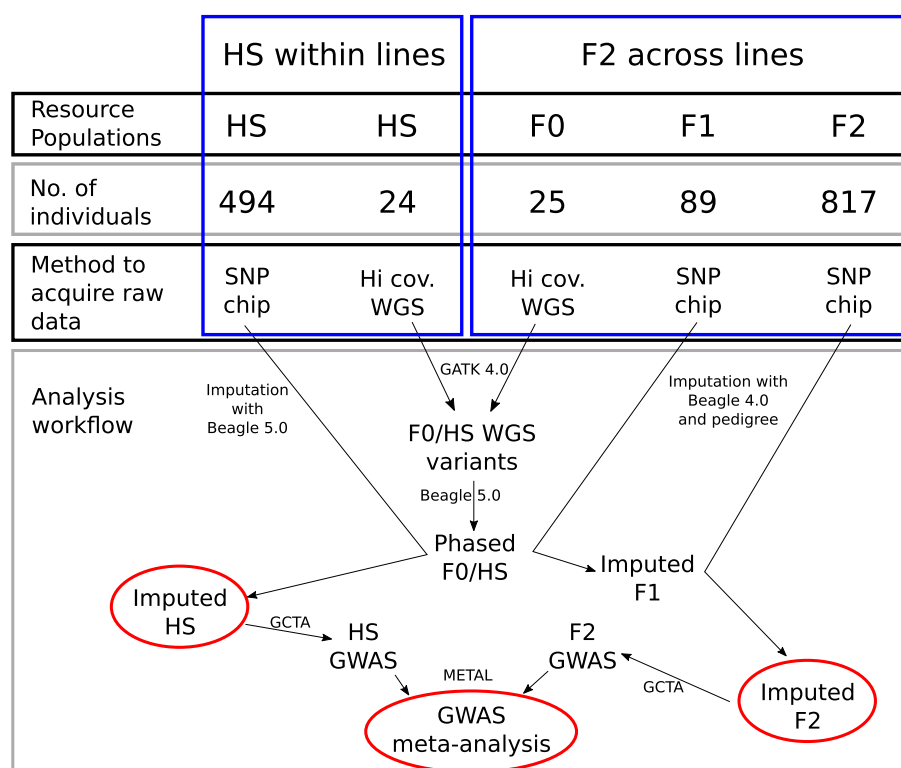 HS within lines
F2 across lines
Resource
Populations
HS
HS
F0
F1
F2
No. of
individuals
494
24
25
89
817
Method to
acquire raw
data
SNP
chip
Hi cov.
WGS
Hi cov.
WGS
SNP
chip
SNP
chip
Analysis
workflow
Imputation
with
Beagle 5.0
GATK 4.0
Imputation with
Beagle 4.0
and pedigree
F0/HS WGS
variants
Beagle 5.0
Phased
F0/HS
Imputed
F1
Imputed
HS
GCTA
HS
GWAS
F2
GWAS
METAL
GCTA
Imputed
F2
GWAS
meta-analysis